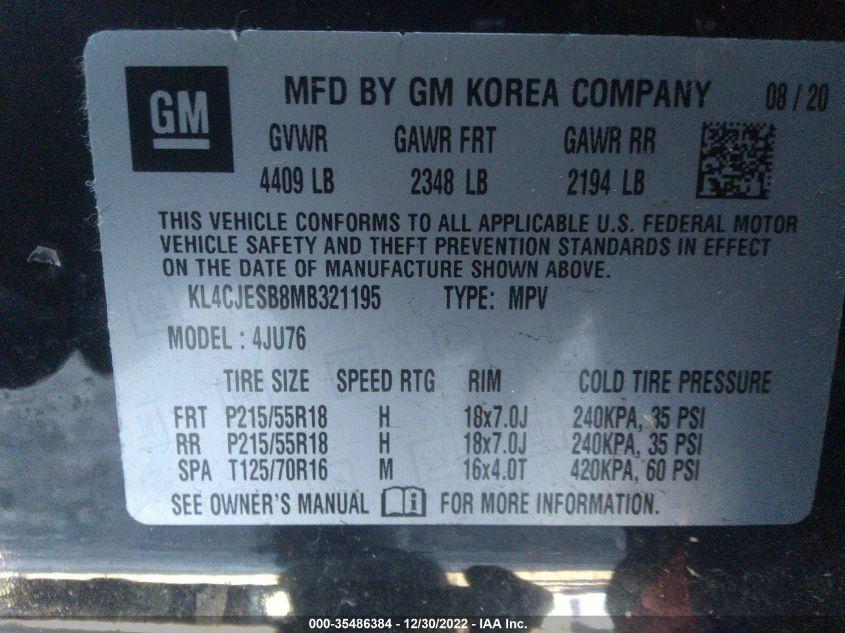 GM
MFD BY GM KOREA COMPANY 08 / 20
GVWR GAWR FRT GAWR RR
4409 LB 2348 LB 2194 LB
THIS VEHICLE CONFORMS TO ALL APPLICABLE U.S. FEDERAL MOTOR
VEHICLE SAFETY AND THEFT PREVENTION STANDARDS IN EFFECT
ON THE DATE OF MANUFACTURE SHOWN ABOVE.
KL4CJESB8MB321195 TYPE: MPV
MODEL : 4JU76
TIRE SIZE SPEED RTG RIM COLD TIRE PRESSURE
FRT P215/55R18 H 18x7.0J 240KPA, 35 PSI
RR P215/55R18 H 18x7.0J 240KPA, 35 PSI
SPA T125/70R16 M 16x4.0T 420KPA, 60 PSI
SEE OWNER'S MANUAL FOR MORE INFORMATION.
000-35486384 - 12/30/2022 - IAA Inc.